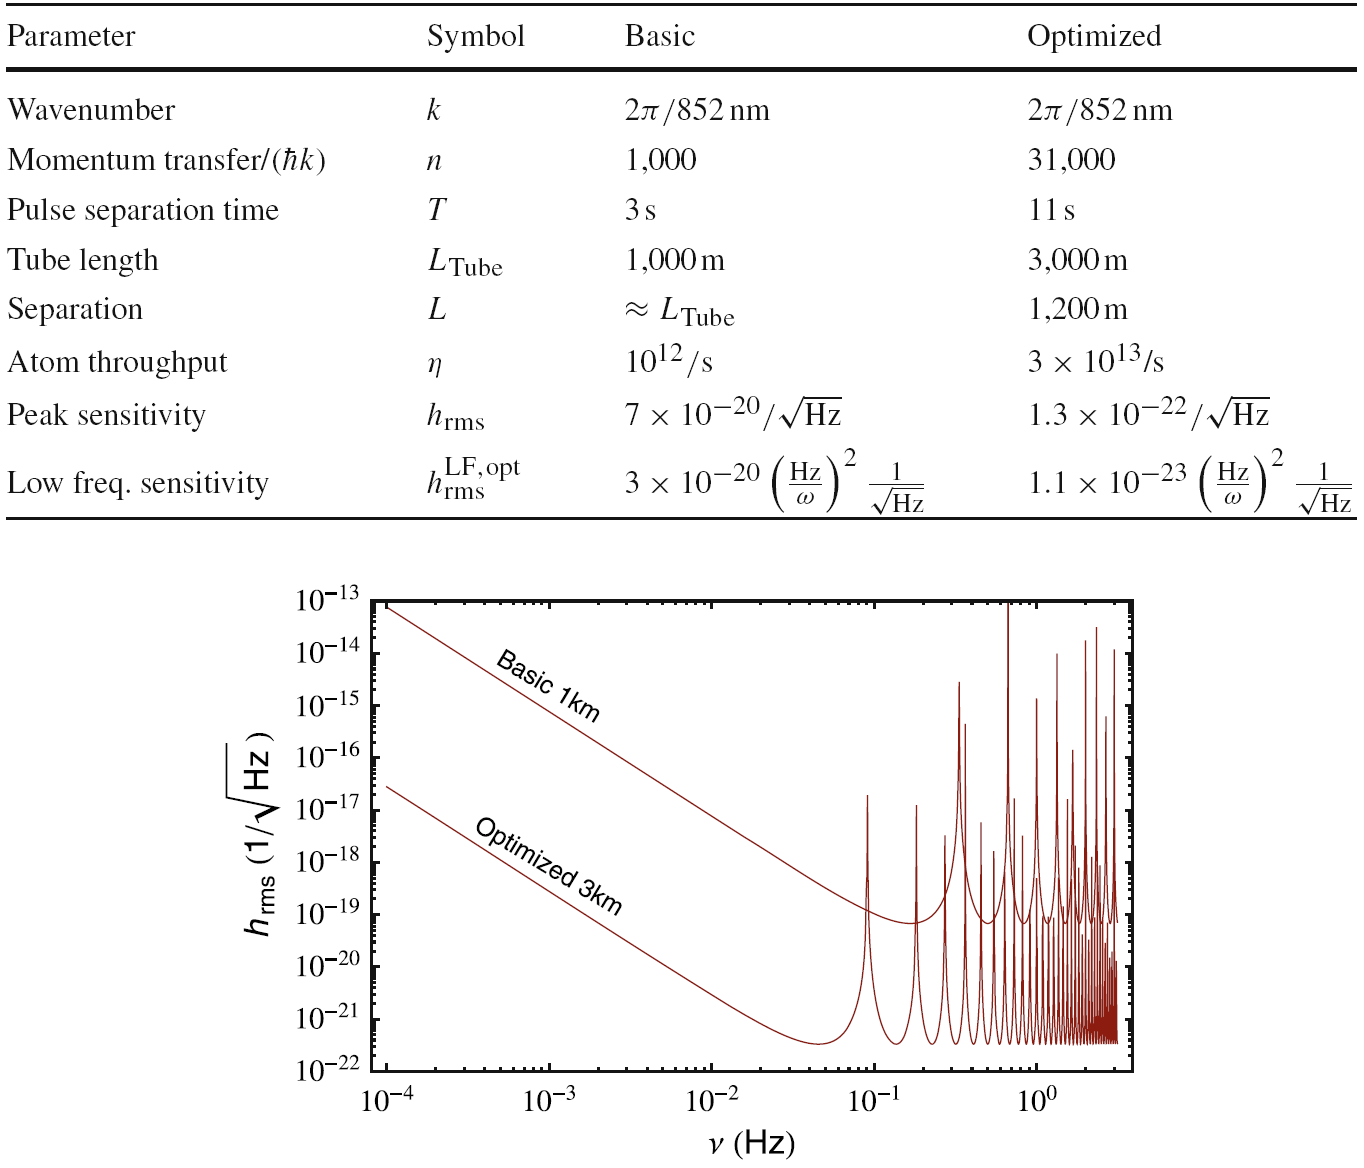 Parameter Symbol Basic Optimized
Wavenumber k 2π/852 nm 2π/852 nm
Momentum transfer/(ħk) n 1,000 31,000
Pulse separation time T 3 s 11 s
Tube length L_Tube 1,000 m 3,000 m
Separation L ≈ L_Tube 1,200 m
Atom throughput η 10^12/s 3 × 10^13/s
Peak sensitivity h_rms 7 × 10^−20/√Hz 1.3 × 10^−22/√Hz
Low freq. sensitivity h_rms^LF,opt 3 × 10^−20 (Hz/ω)^2 1/√Hz 1.1 × 10^−23 (Hz/ω)^2 1/√Hz
10^−13
10^−14
10^−15
10^−16
10^−17
10^−18
10^−19
10^−20
10^−21
10^−22
h_rms (1/√Hz)
Basic 1km
Optimized 3km
10^−4 10^−3 10^−2 10^−1 10^0
ν (Hz)